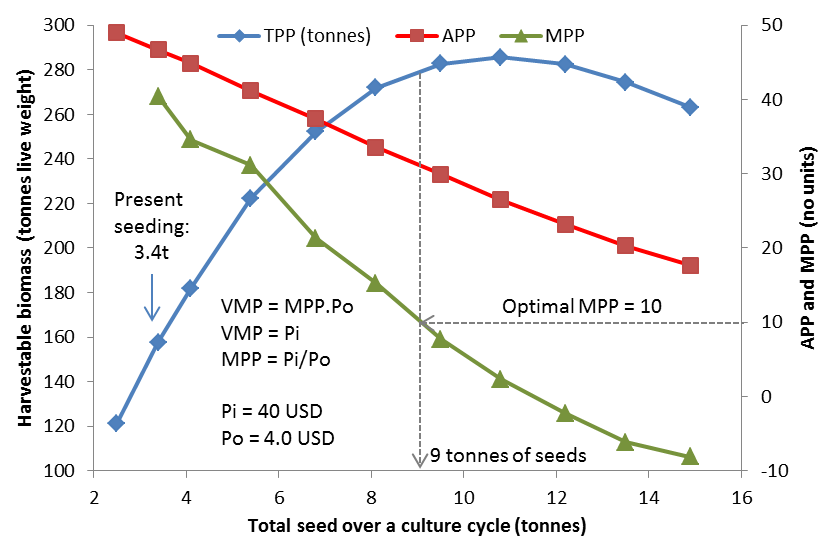 TPP (tonnes) APP MPP
Harvestable biomass (tonnes live weight)
300
280
260
240
220
200
180
160
140
120
100
50
40
30
20
10
0
-10
APP and MPP (no units)
Present
seeding:
3.4t
VMP = MPP.Po
VMP = Pi
MPP = Pi/Po
Pi = 40 USD
Po = 4.0 USD
Optimal MPP = 10
9 tonnes of seeds
2 4 6 8 10 12 14 16
Total seed over a culture cycle (tonnes)